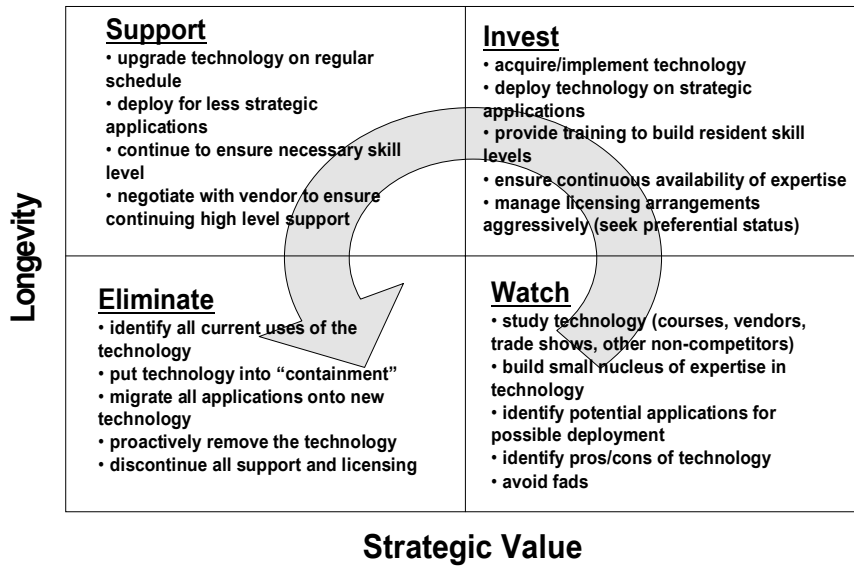 Support
• upgrade technology on regular
schedule
• deploy for less strategic
applications
• continue to ensure necessary skill
level
• negotiate with vendor to ensure
continuing high level support
Invest
• acquire/implement technology
• deploy technology on strategic
applications
• provide training to build resident skill
levels
• ensure continuous availability of expertise
• manage licensing arrangements
aggressively (seek preferential status)
Longevity
Eliminate
• identify all current uses of the
technology
• put technology into “containment”
• migrate all applications onto new
technology
• proactively remove the technology
• discontinue all support and licensing
Watch
• study technology (courses, vendors,
trade shows, other non-competitors)
• build small nucleus of expertise in
technology
• identify potential applications for
possible deployment
• identify pros/cons of technology
• avoid fads
Strategic Value